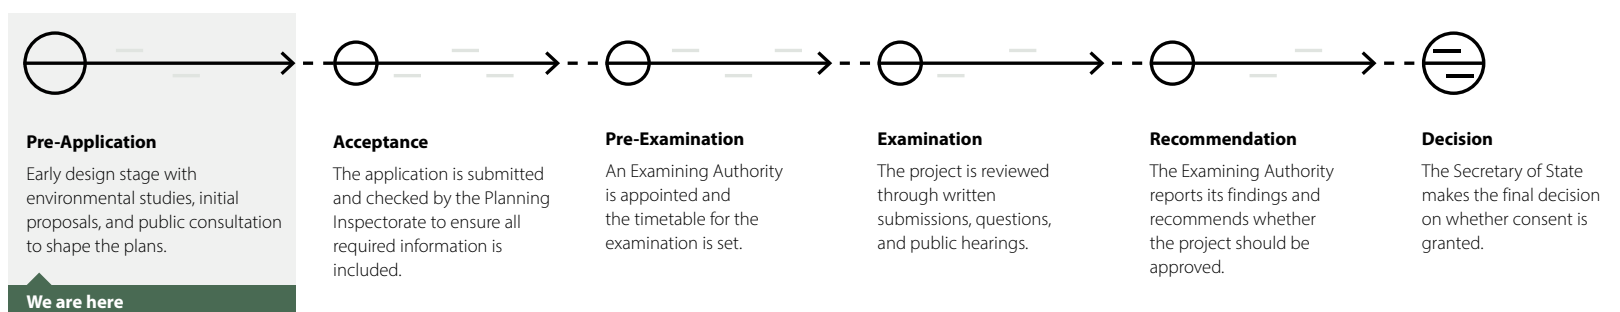 Pre-Application
Early design stage with
environmental studies, initial
proposals, and public consultation
to shape the plans.
We are here
Acceptance
The application is submitted
and checked by the Planning
Inspectorate to ensure all
required information is
included.
Pre-Examination
An Examining Authority
is appointed and
the timetable for the
examination is set.
Examination
The project is reviewed
through written
submissions, questions,
and public hearings.
Recommendation
The Examining Authority
reports its findings and
recommends whether
the project should be
approved.
Decision
The Secretary of State
makes the final decision
on whether consent is
granted.